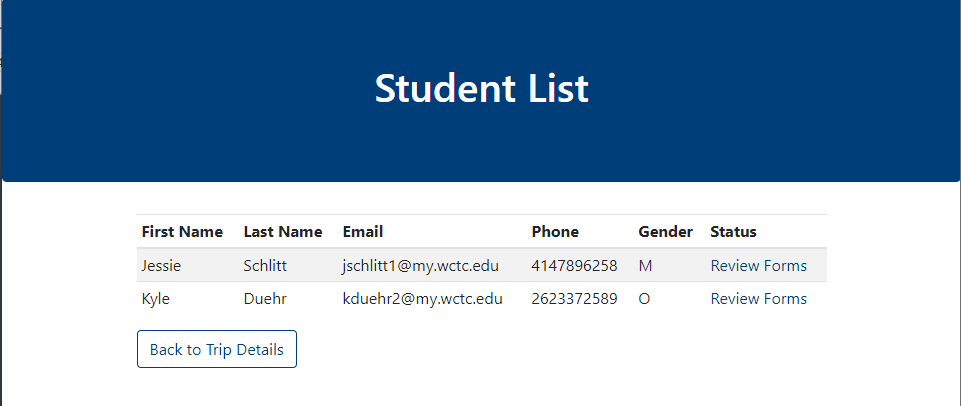 Student List
First Name Last Name Email Phone Gender Status
Jessie Schlitt jschlitt1@my.wctc.edu 4147896258 M Review Forms
Kyle Duehr kduehr2@my.wctc.edu 2623372589 O Review Forms
Back to Trip Details